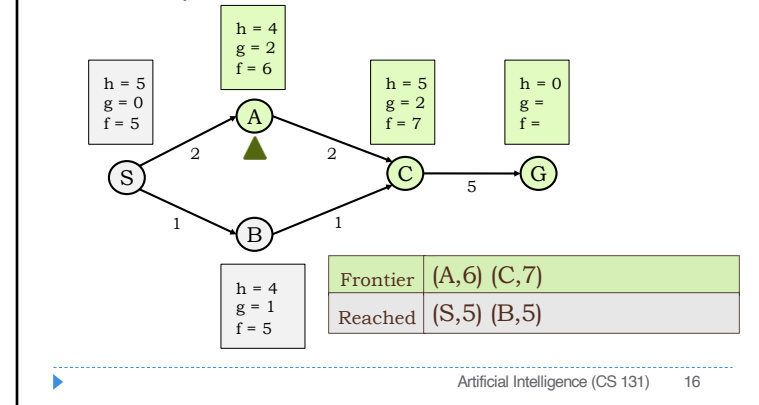 h = 4
g = 2
f = 6
h = 5
g = 0
f = 5
h = 5
g = 2
f = 7
h = 0
g =
f =
A
2
2
S
C
G
5
1
1
B
h = 4
g = 1
f = 5
Frontier (A,6) (C,7)
Reached (S,5) (B,5)
Artificial Intelligence (CS 131) 16